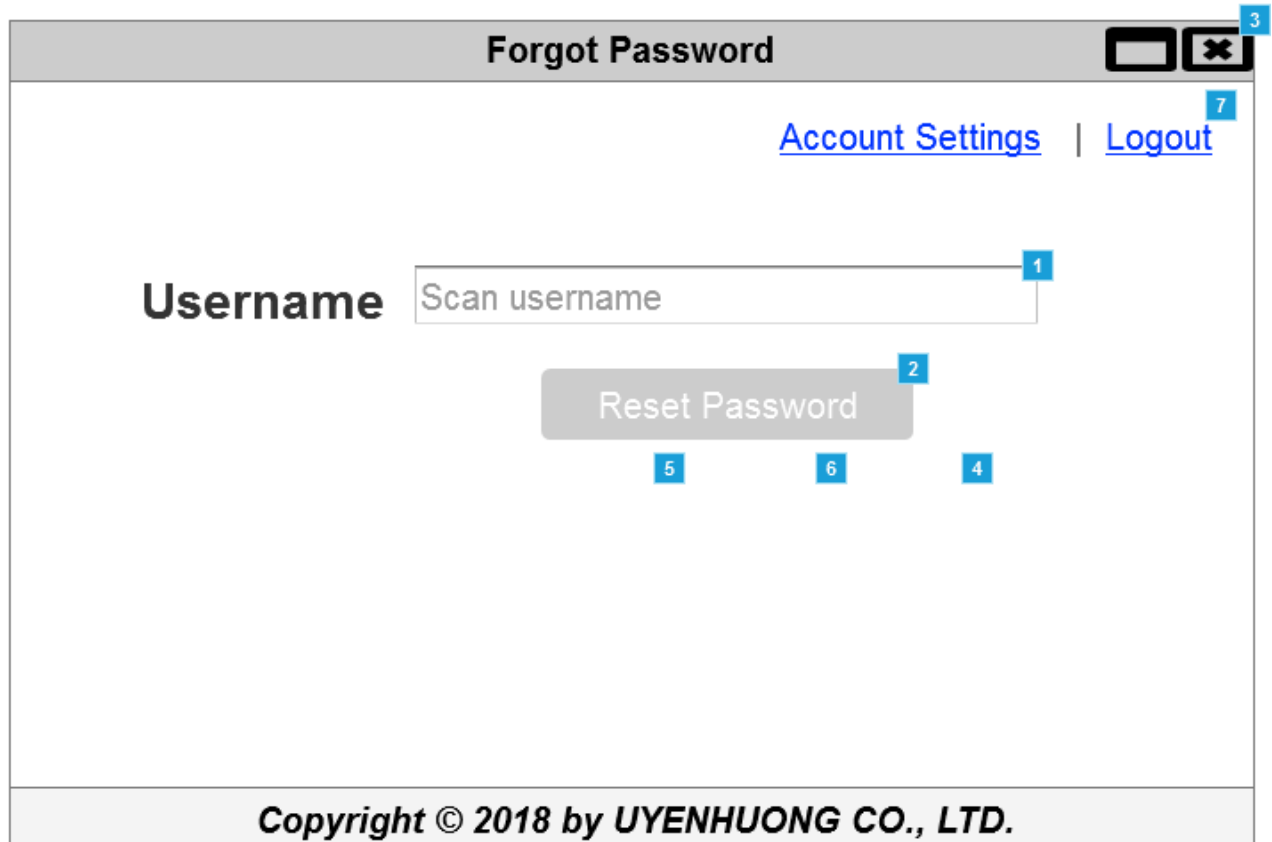 3
Forgot Password
7
Account Settings | Logout
1
Username Scan username
2
Reset Password
5 6 4
Copyright © 2018 by UYENHUONG CO., LTD.